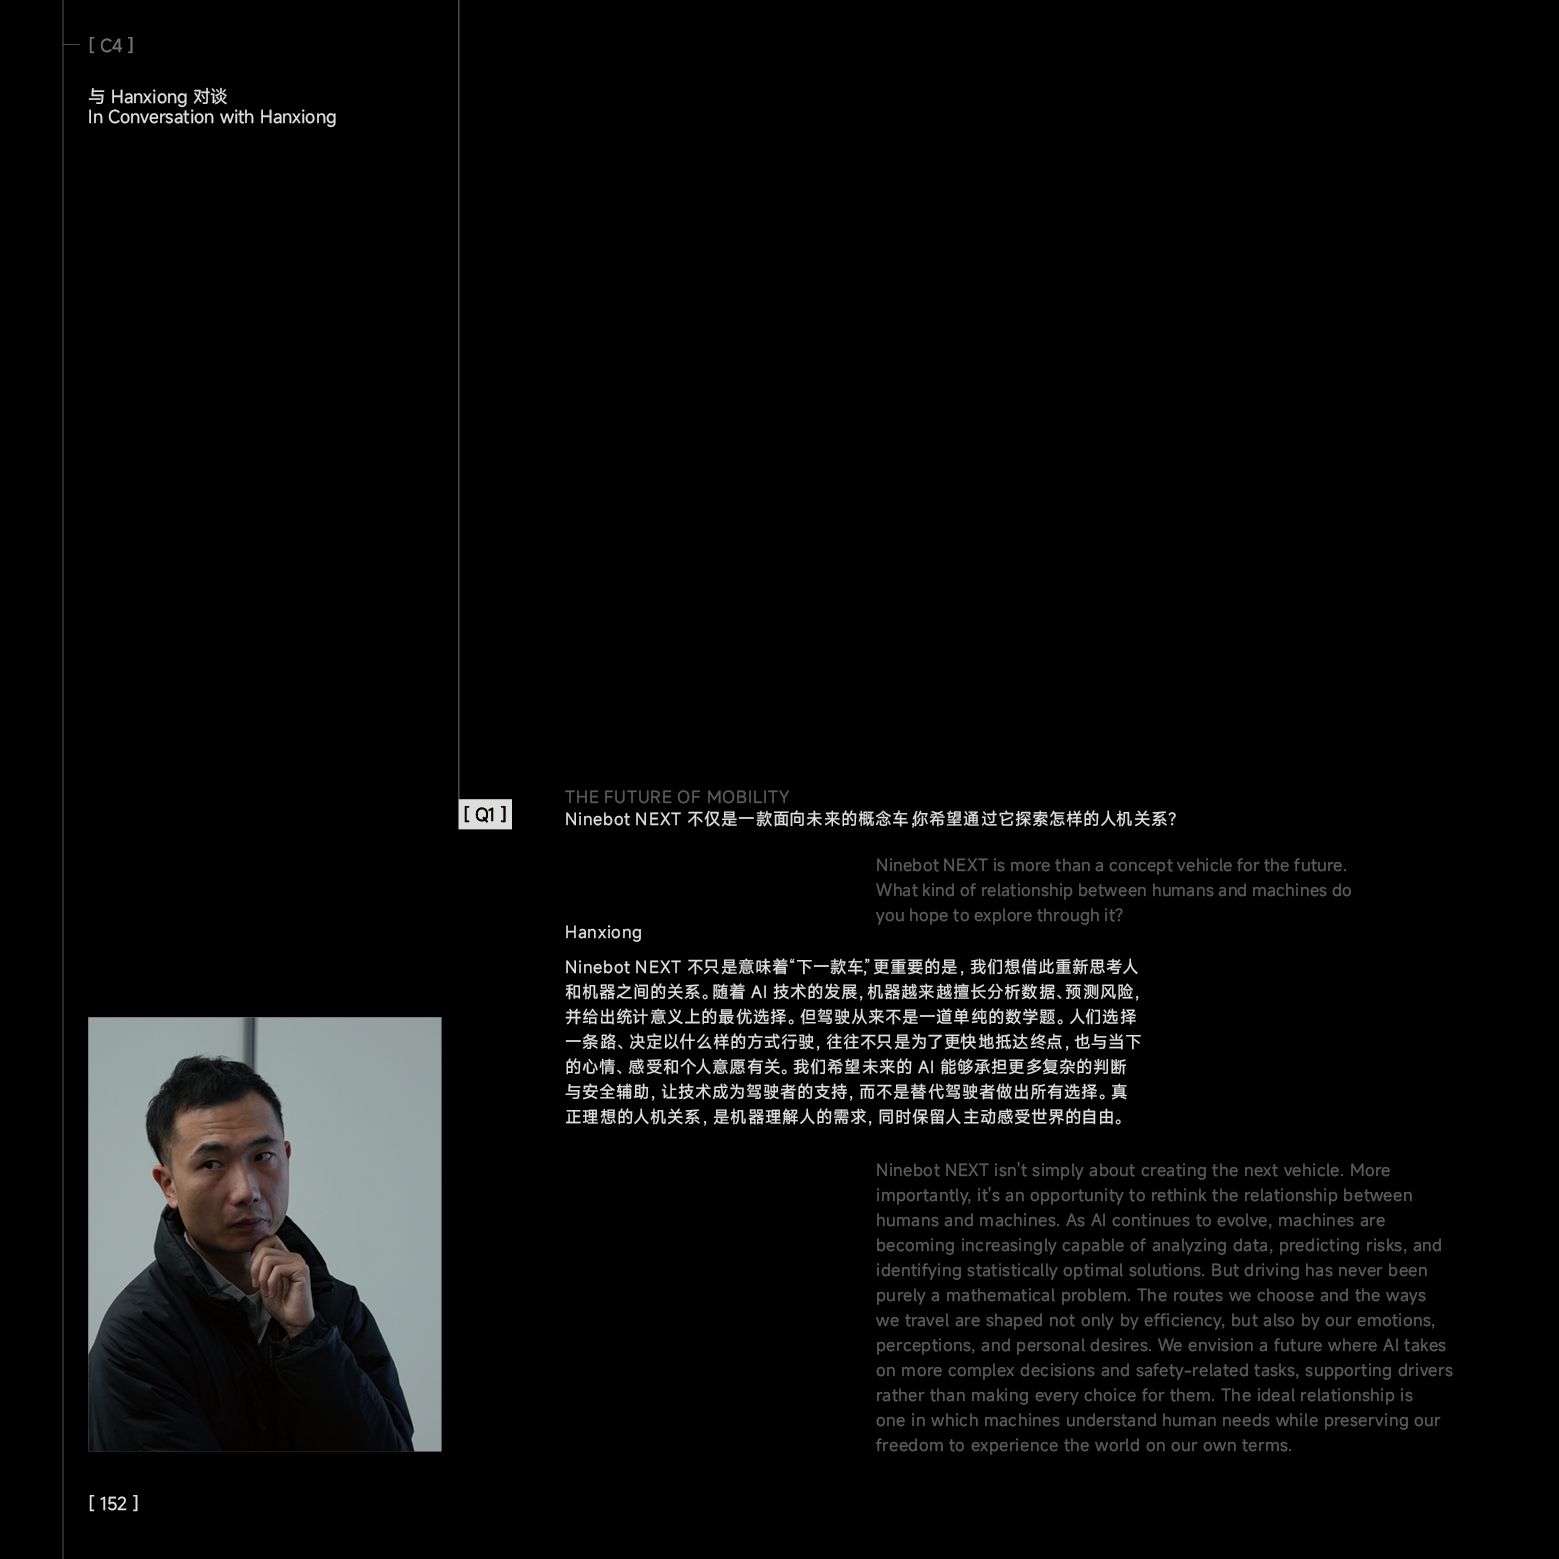 [ C4 ]
与 Hanxiong 对谈
In Conversation with Hanxiong
[ Q1 ]
THE FUTURE OF MOBILITY
Ninebot NEXT 不仅是一款面向未来的概念车,你希望通过它探索怎样的人机关系?
Ninebot NEXT is more than a concept vehicle for the future.
What kind of relationship between humans and machines do
you hope to explore through it?
Hanxiong
Ninebot NEXT 不只是意味着“下一款车,”更重要的是, 我们想借此重新思考人
和机器之间的关系。随着 AI 技术的发展, 机器越来越擅长分析数据、预测风险,
并给出统计意义上的最优选择。但驾驶从来不是一道单纯的数学题。人们选择
一条路、决定以什么样的方式行驶, 往往不只是为了更快地抵达终点, 也与当下
的心情、感受和个人意愿有关。我们希望未来的 AI 能够承担更多复杂的判断
与安全辅助, 让技术成为驾驶者的支持, 而不是替代驾驶者做出所有选择。真
正理想的人机关系, 是机器理解人的需求, 同时保留人主动感受世界的自由。
Ninebot NEXT isn't simply about creating the next vehicle. More
importantly, it's an opportunity to rethink the relationship between
humans and machines. As AI continues to evolve, machines are
becoming increasingly capable of analyzing data, predicting risks, and
identifying statistically optimal solutions. But driving has never been
purely a mathematical problem. The routes we choose and the ways
we travel are shaped not only by efficiency, but also by our emotions,
perceptions, and personal desires. We envision a future where AI takes
on more complex decisions and safety-related tasks, supporting drivers
rather than making every choice for them. The ideal relationship is
one in which machines understand human needs while preserving our
freedom to experience the world on our own terms.
[ 152 ]